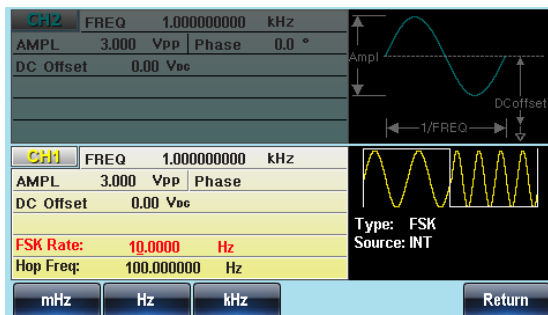 CH2 FREQ 1.000000000 kHz
AMPL 3.000 Vpp Phase 0.0 °
DC Offset 0.00 VDC
Ampl
DCoffset
1/FREQ
CH1 FREQ 1.000000000 kHz
AMPL 3.000 Vpp Phase
DC Offset 0.00 VDC
FSK Rate: 10.0000 Hz
Hop Freq: 100.000000 Hz
Type: FSK
Source: INT
mHz Hz kHz Return